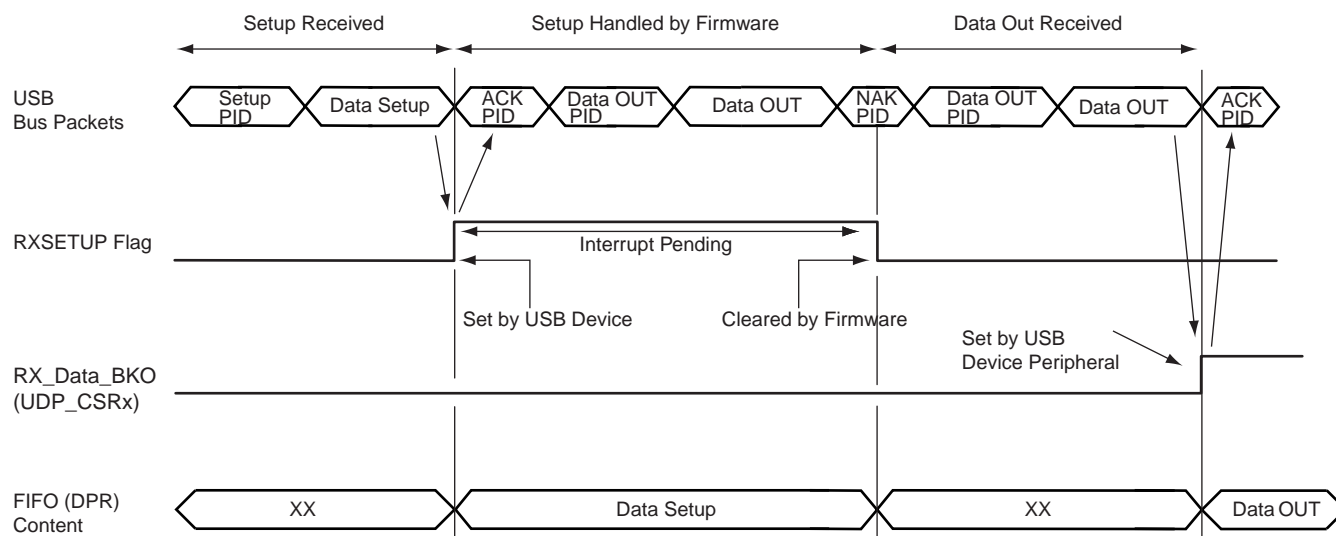 Setup Received
Setup Handled by Firmware
Data Out Received
USB
Bus Packets
Setup
PID
Data Setup
ACK
PID
Data OUT
PID
Data OUT
NAK
PID
Data OUT
PID
Data OUT
ACK
PID
RXSETUP Flag
Interrupt Pending
Set by USB Device
Cleared by Firmware
Set by USB
Device Peripheral
RX_Data_BKO
(UDP_CSRx)
FIFO (DPR)
Content
XX
Data Setup
XX
Data OUT